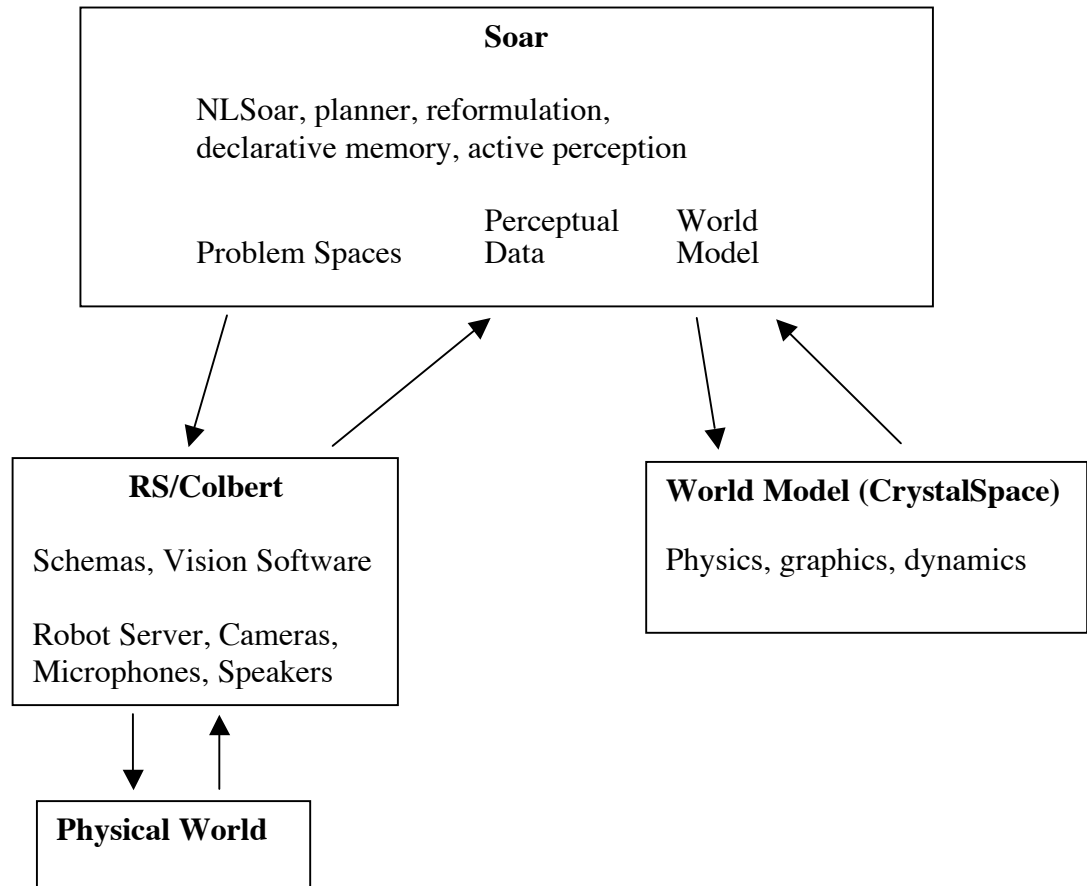 Soar
NLSoar, planner, reformulation,
declarative memory, active perception
Problem Spaces
Perceptual
Data
World
Model
RS/Colbert
Schemas, Vision Software
Robot Server, Cameras,
Microphones, Speakers
World Model (CrystalSpace)
Physics, graphics, dynamics
Physical World